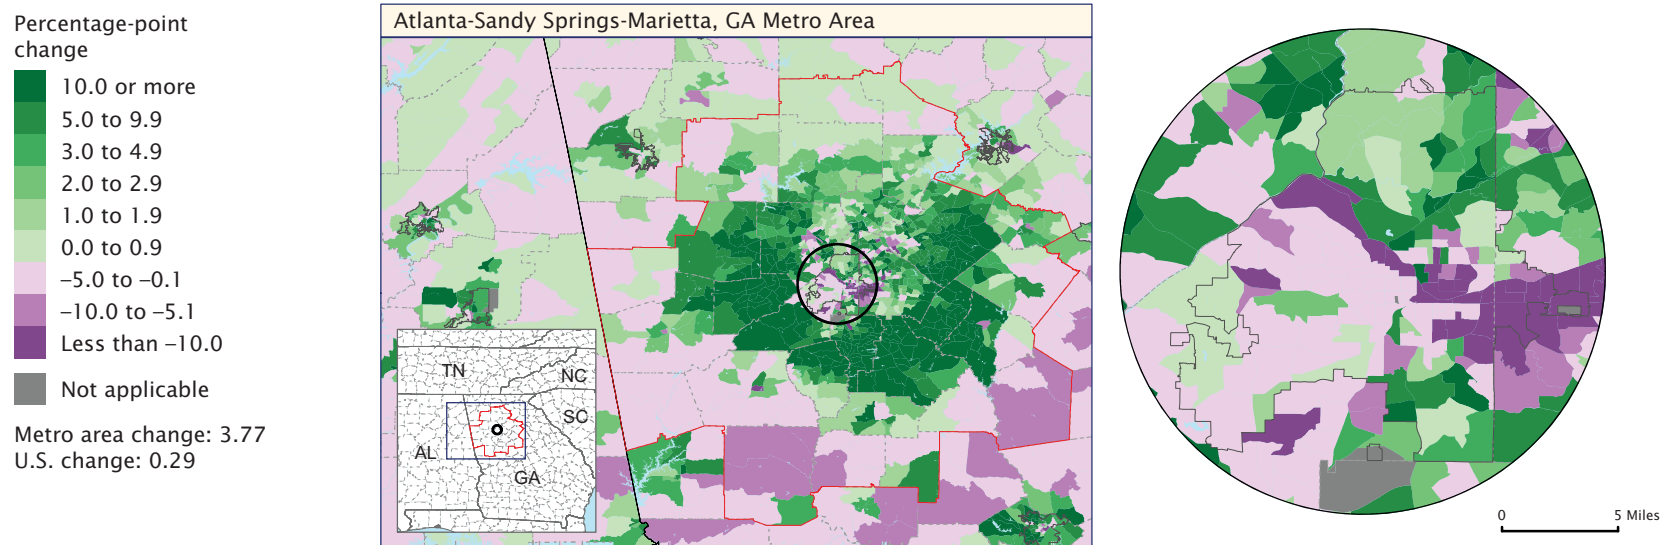 Percentage-point
change
10.0 or more
5.0 to 9.9
3.0 to 4.9
2.0 to 2.9
1.0 to 1.9
0.0 to 0.9
–5.0 to –0.1
–10.0 to –5.1
Less than –10.0
Not applicable
Metro area change: 3.77
U.S. change: 0.29
Atlanta-Sandy Springs-Marietta, GA Metro Area
TN
NC
SC
AL
GA
0
5 Miles